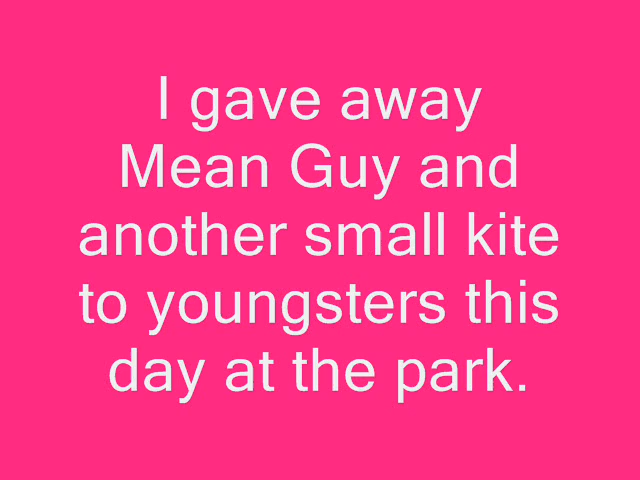 I gave away
Mean Guy and
another small kite
to youngsters this
day at the park.